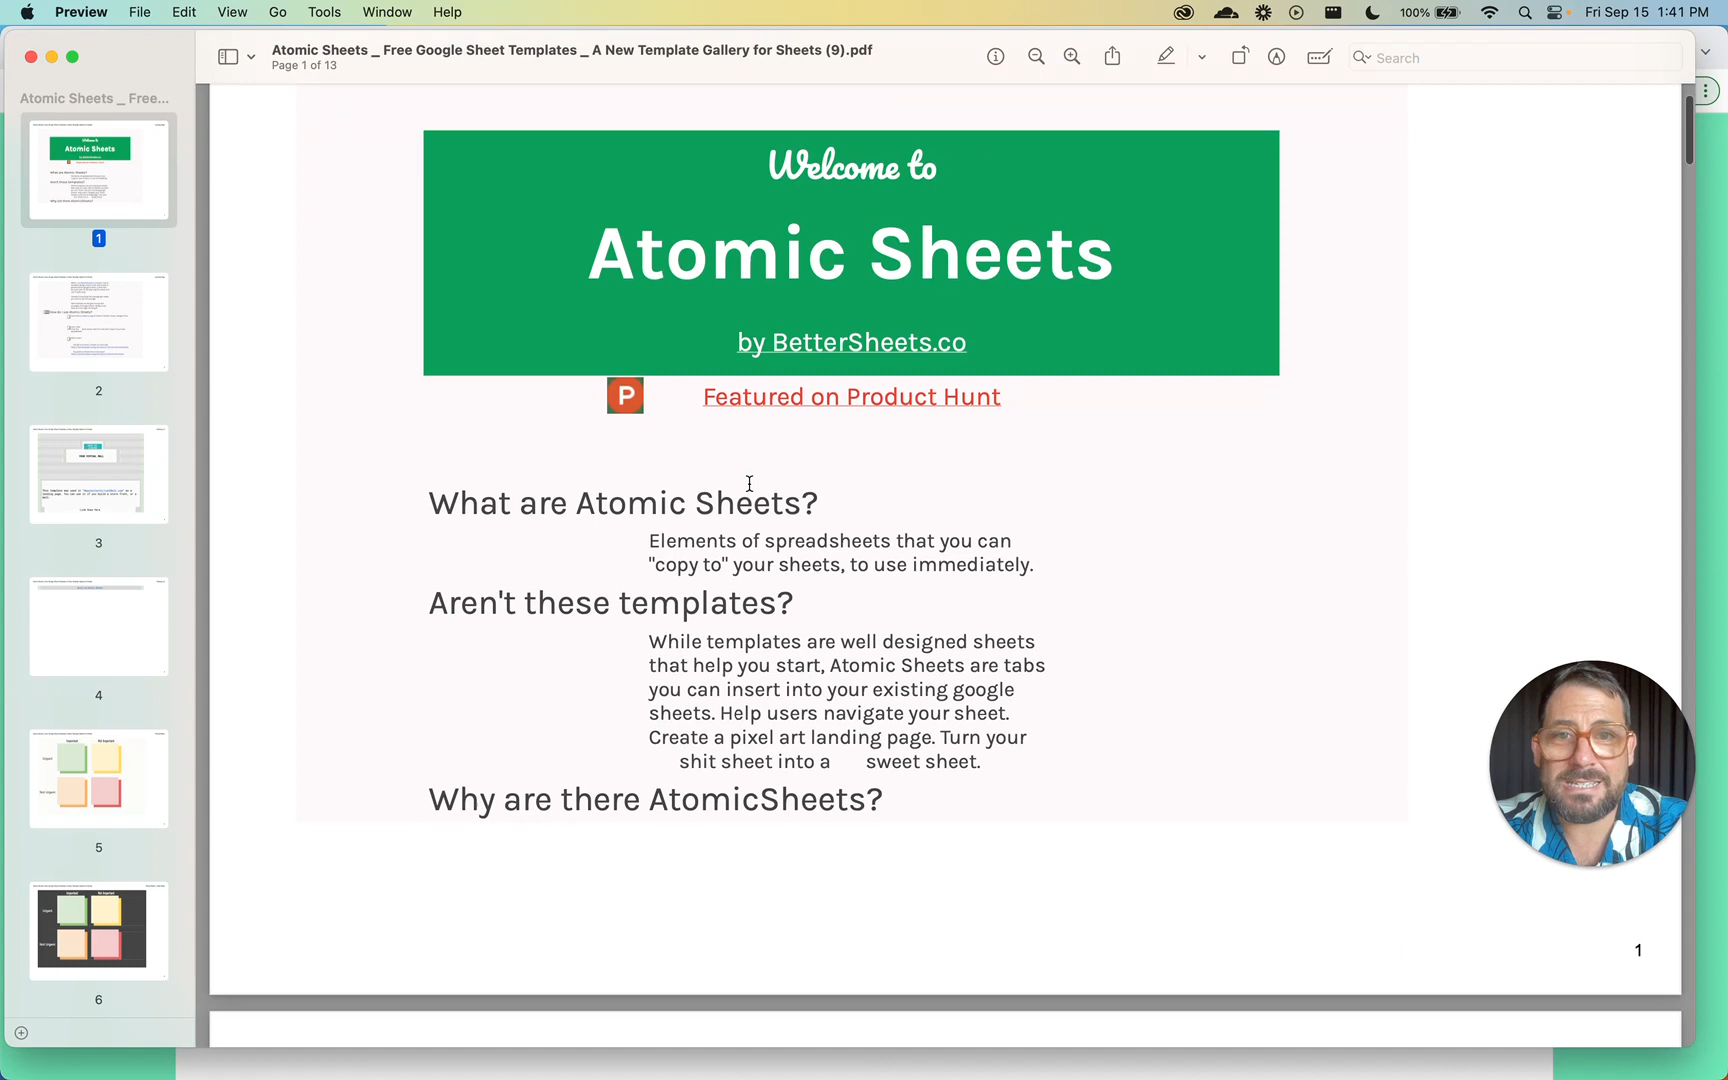 Preview File Edit View Go Tools Window Help 100% Fri Sep 15 1:41 PM
Atomic Sheets _ Free Google Sheet Templates _ A New Template Gallery for Sheets (9).pdf
Page 1 of 13
Search
Atomic Sheets _ Free...
1
2
3
4
5
6
Welcome to
Atomic Sheets
by BetterSheets.co
P Featured on Product Hunt
What are Atomic Sheets?
Elements of spreadsheets that you can
"copy to" your sheets, to use immediately.
Aren't these templates?
While templates are well designed sheets
that help you start, Atomic Sheets are tabs
you can insert into your existing google
sheets. Help users navigate your sheet.
Create a pixel art landing page. Turn your
shit sheet into a sweet sheet.
Why are there AtomicSheets?
1